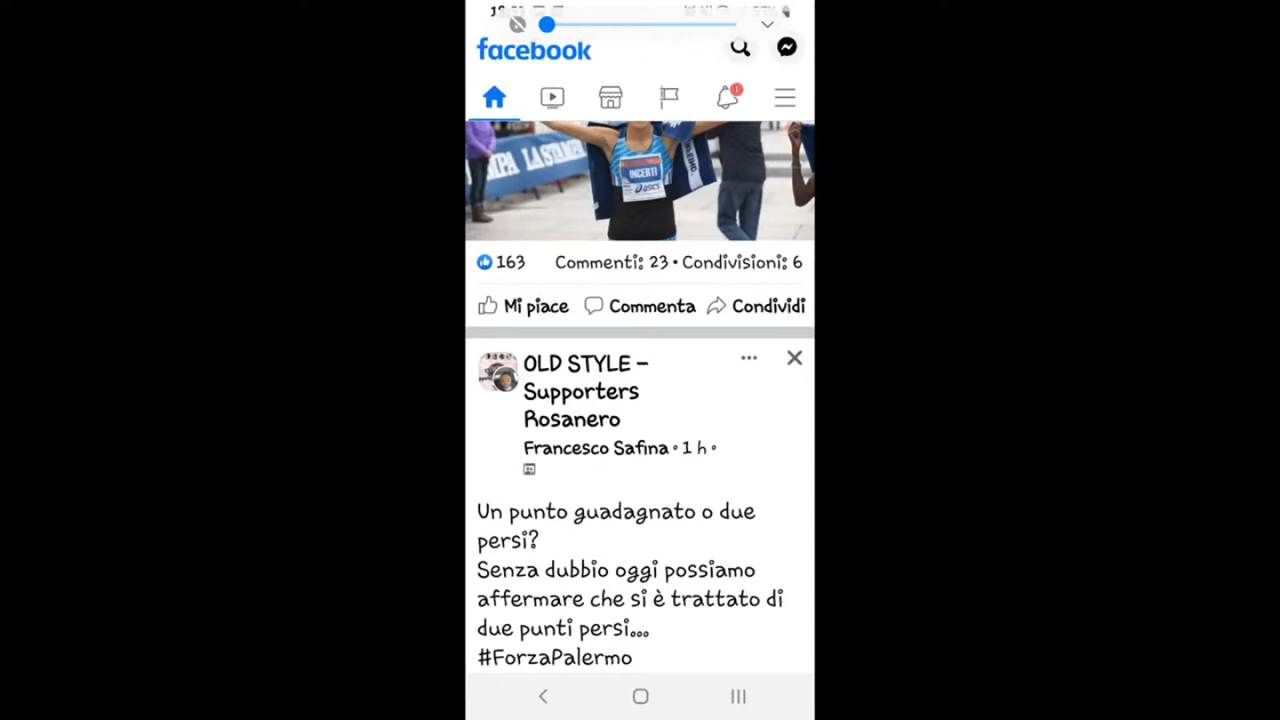 facebook
1
LA STAMPA
INCERTI
asics
163 Commenti: 23 • Condivisioni: 6
Mi piace Commenta Condividi
OLD STYLE -
Supporters
Rosanero
Francesco Safina • 1 h •
Un punto guadagnato o due
persi?
Senza dubbio oggi possiamo
affermare che si è trattato di
due punti persi...
#ForzaPalermo